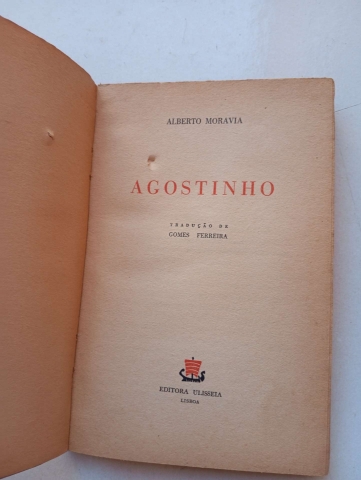 ALBERTO MORAVIA
AGOSTINHO
TRADUÇÃO DE
GOMES FERREIRA
EDITORA ULISSEIA
LISBOA